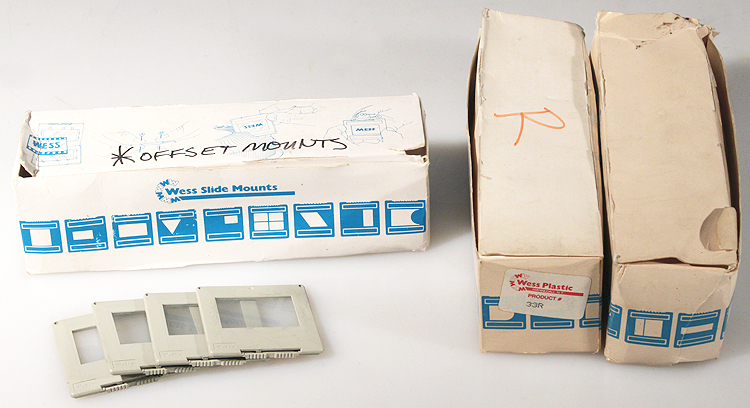 WESS
*OFFSET MOUNTS
Wess Slide Mounts
R
Wess Plastic
PRODUCT #
33R